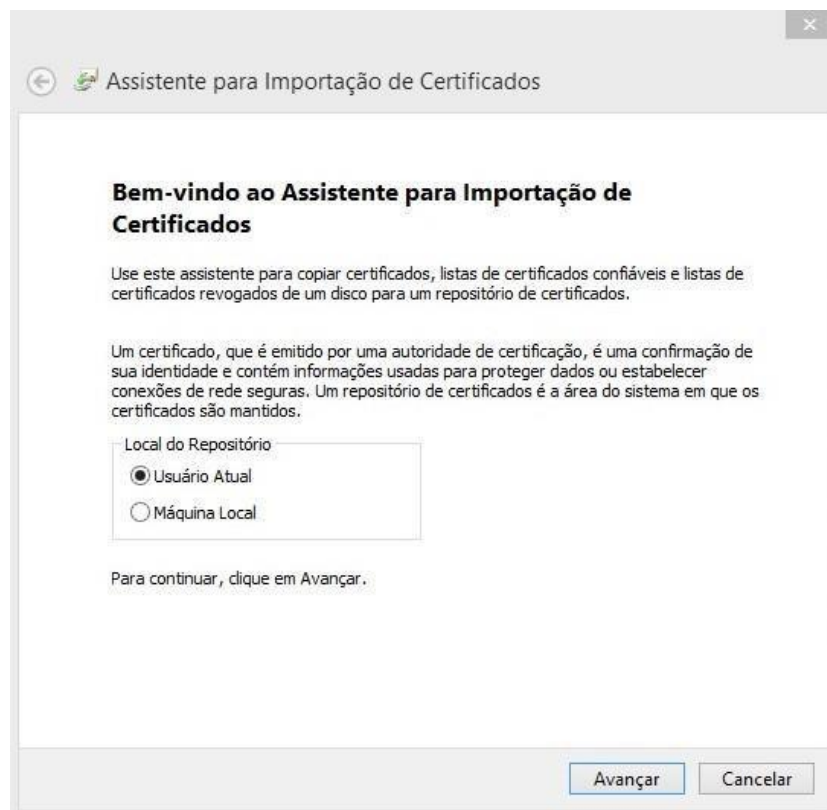 Assistente para Importação de Certificados
Bem-vindo ao Assistente para Importação de
Certificados
Use este assistente para copiar certificados, listas de certificados confiáveis e listas de
certificados revogados de um disco para um repositório de certificados.
Um certificado, que é emitido por uma autoridade de certificação, é uma confirmação de
sua identidade e contém informações usadas para proteger dados ou estabelecer
conexões de rede seguras. Um repositório de certificados é a área do sistema em que os
certificados são mantidos.
Local do Repositório
Usuário Atual
Máquina Local
Para continuar, clique em Avançar.
Avançar Cancelar